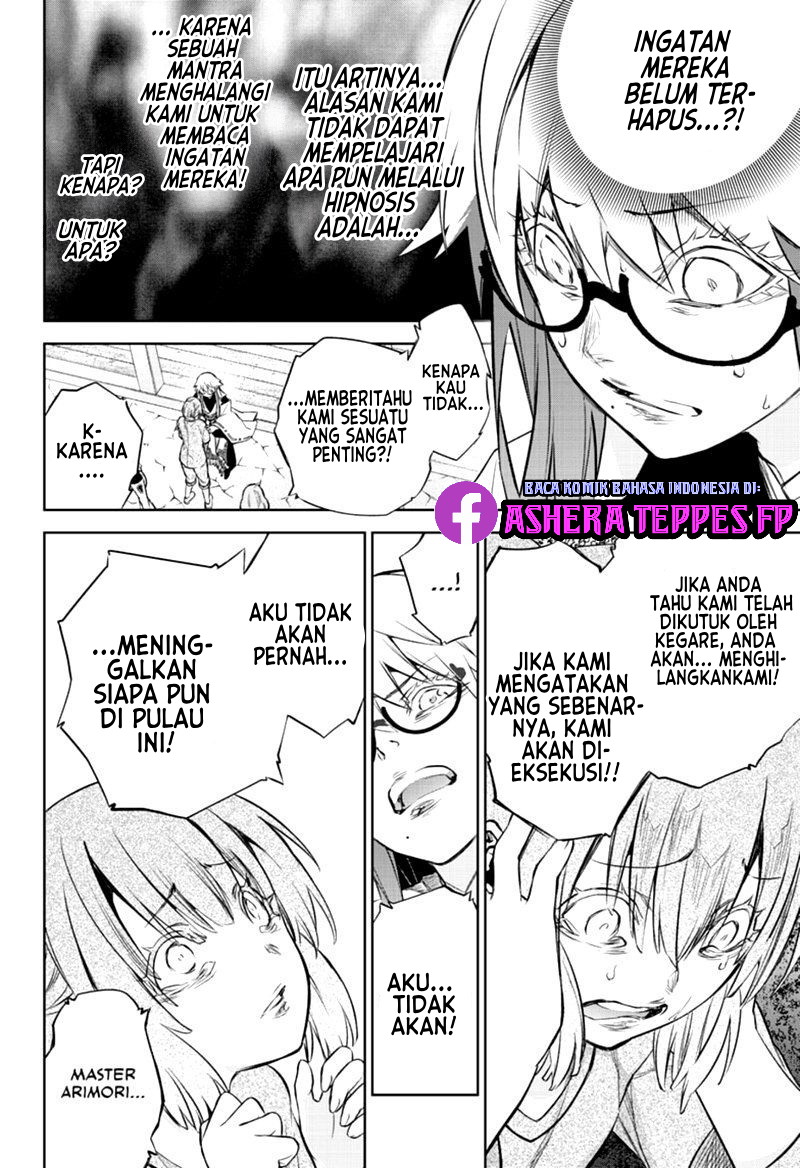 INGATAN
MEREKA
BELUM TER-
HAPUS...?!
ITU ARTINYA...
ALASAN KAMI
TIDAK DAPAT
MEMPELAJARI
APA PUN MELALUI
HIPNOSIS
ADALAH...
... KARENA
SEBUAH
MANTRA
MENGHALANGI
KAMI UNTUK
MEMBACA
INGATAN
MEREKA!
TAPI
KENAPA?
UNTUK
APA?
KENAPA
KAU
TIDAK...
...MEMBERITAHU
KAMI SESUATU
YANG SANGAT
PENTING?!
K-
KARENA
....
BACA KOMIK BAHASA INDONESIA DI:
f ASHERA TEPPES FP
JIKA ANDA
TAHU KAMI TELAH
DIKUTUK OLEH
KEGARE, ANDA
AKAN... MENGHI-
LANGKANKAMI!
JIKA KAMI
MENGATAKAN
YANG SEBENAR-
NYA, KAMI
AKAN DI-
EKSEKUSI!!
....!
AKU...
TIDAK
AKAN!
AKU TIDAK
AKAN
PERNAH...
...MENING-
GALKAN
SIAPA PUN
DI PULAU
INI!
MASTER
ARIMORI...